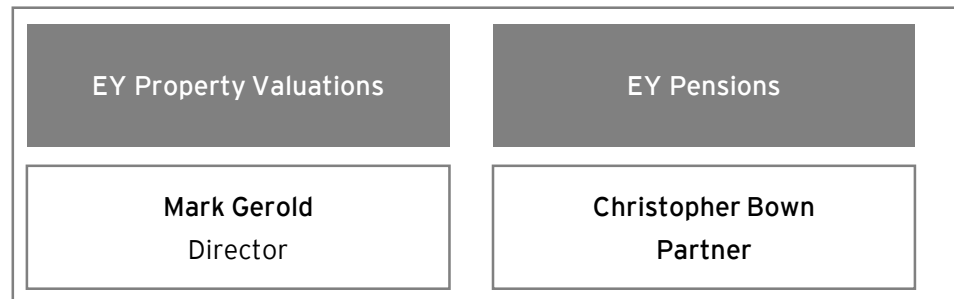 EY Property Valuations
EY Pensions
Mark Gerold
Director
Christopher Bown
Partner